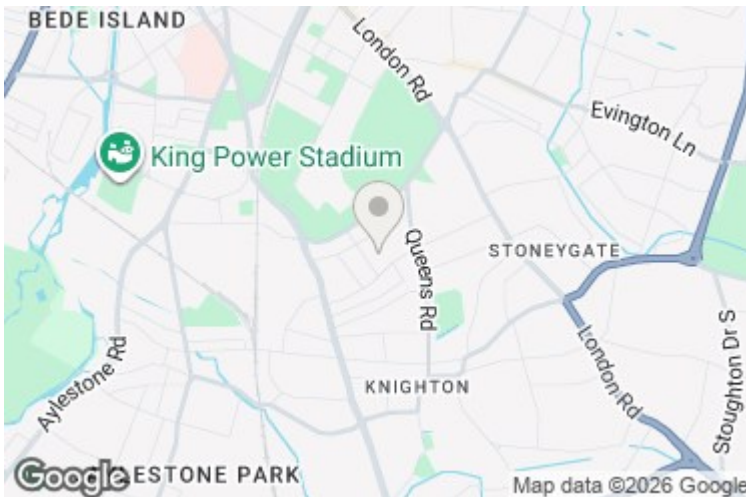 BEDE ISLAND
London Rd
Evington Ln
King Power Stadium
Queens Rd
STONEYGATE
Aylestone Rd
London Rd
Stoughton Dr S
KNIGHTON
AYLESTONE PARK
Google
Map data ©2026 Google